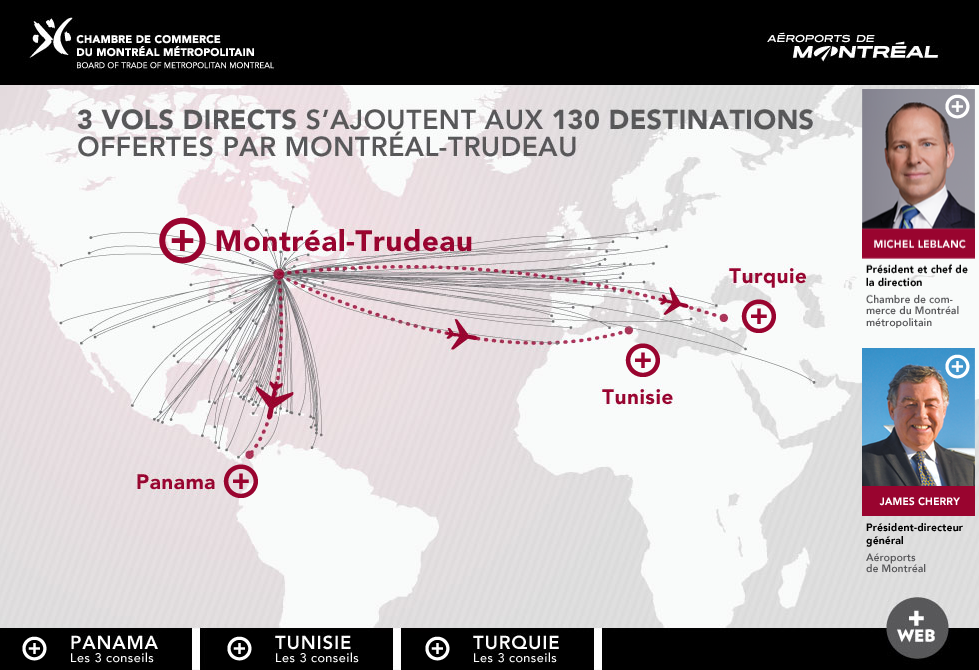 CHAMBRE DE COMMERCE
DU MONTRÉAL MÉTROPOLITAIN
BOARD OF TRADE OF METROPOLITAN MONTREAL
AÉROPORTS DE
MONTRÉAL
3 VOLS DIRECTS S'AJOUTENT AUX 130 DESTINATIONS
OFFERTES PAR MONTRÉAL-TRUDEAU
Montréal-Trudeau
Turquie
Tunisie
Panama
MICHEL LEBLANC
Président et chef de
la direction
Chambre de com-
merce du Montréal
métropolitain
JAMES CHERRY
Président-directeur
général
Aéroports
de Montréal
+
WEB
PANAMA
Les 3 conseils
TUNISIE
Les 3 conseils
TURQUIE
Les 3 conseils